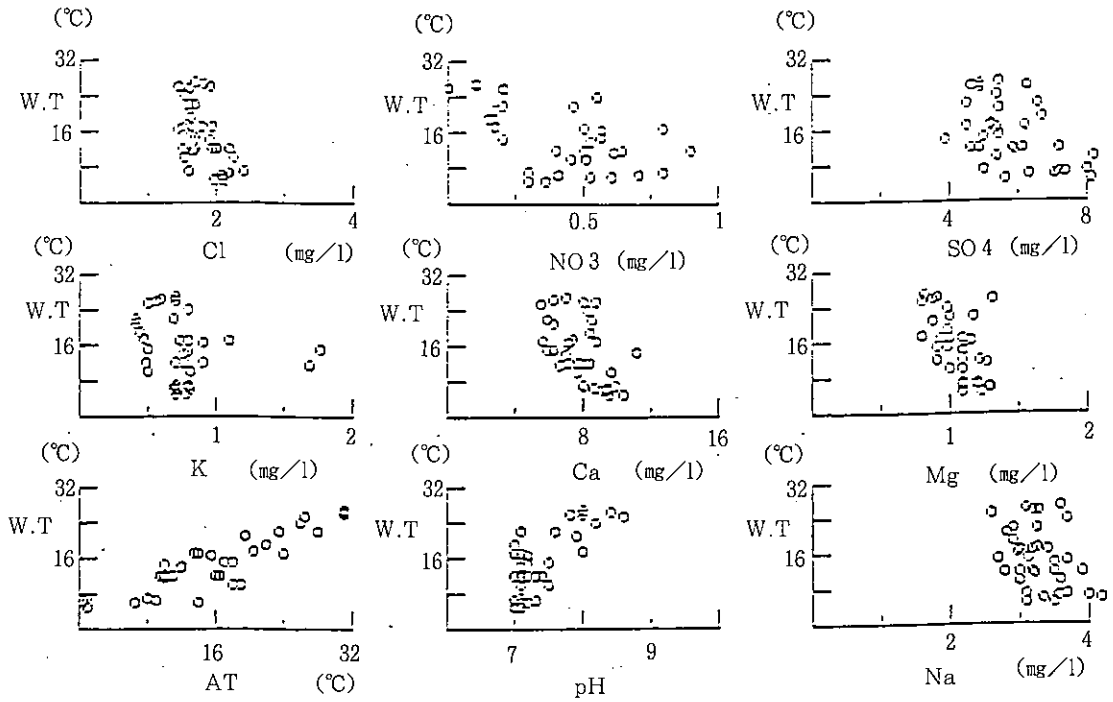 (℃) (℃) (℃)
32 32 32
W.T
16 16 16
2 4 0.5 1 4 8
Cl (mg/l) NO3 (mg/l) SO4 (mg/l)
(℃) (℃) (℃)
32 32 32
W.T W.T W.T
16 16 16
1 2 8 16 1 2
K (mg/l) Ca (mg/l) Mg (mg/l)
(℃) (℃) (℃)
32 32 32
W.T W.T W.T
16 16 16
16 32 7 9 2 4
AT (℃) pH Na (mg/l)